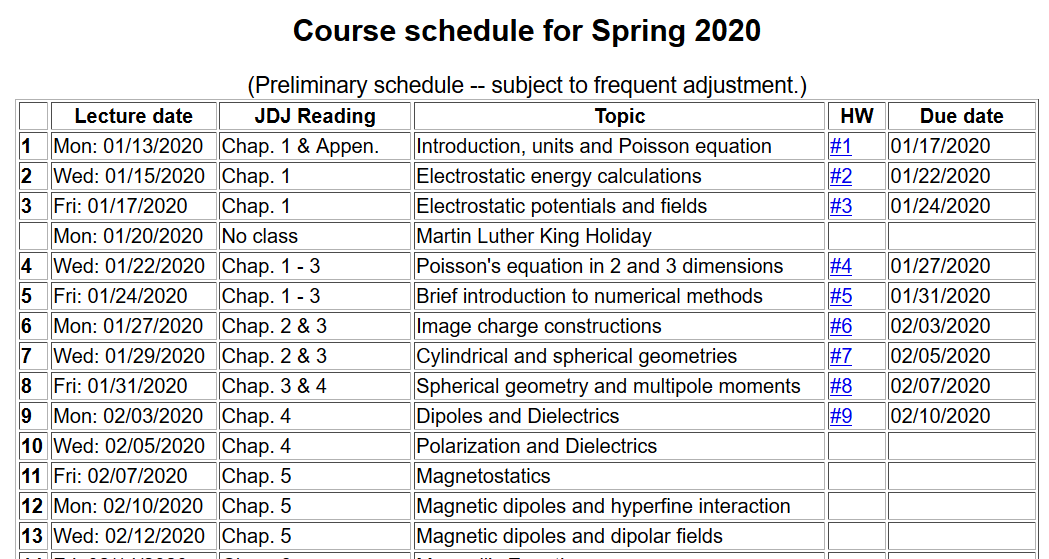 Course schedule for Spring 2020
(Preliminary schedule -- subject to frequent adjustment.)
Lecture date JDJ Reading Topic HW Due date
1 Mon: 01/13/2020 Chap. 1 & Appen. Introduction, units and Poisson equation #1 01/17/2020
2 Wed: 01/15/2020 Chap. 1 Electrostatic energy calculations #2 01/22/2020
3 Fri: 01/17/2020 Chap. 1 Electrostatic potentials and fields #3 01/24/2020
Mon: 01/20/2020 No class Martin Luther King Holiday
4 Wed: 01/22/2020 Chap. 1 - 3 Poisson's equation in 2 and 3 dimensions #4 01/27/2020
5 Fri: 01/24/2020 Chap. 1 - 3 Brief introduction to numerical methods #5 01/31/2020
6 Mon: 01/27/2020 Chap. 2 & 3 Image charge constructions #6 02/03/2020
7 Wed: 01/29/2020 Chap. 2 & 3 Cylindrical and spherical geometries #7 02/05/2020
8 Fri: 01/31/2020 Chap. 3 & 4 Spherical geometry and multipole moments #8 02/07/2020
9 Mon: 02/03/2020 Chap. 4 Dipoles and Dielectrics #9 02/10/2020
10 Wed: 02/05/2020 Chap. 4 Polarization and Dielectrics
11 Fri: 02/07/2020 Chap. 5 Magnetostatics
12 Mon: 02/10/2020 Chap. 5 Magnetic dipoles and hyperfine interaction
13 Wed: 02/12/2020 Chap. 5 Magnetic dipoles and dipolar fields